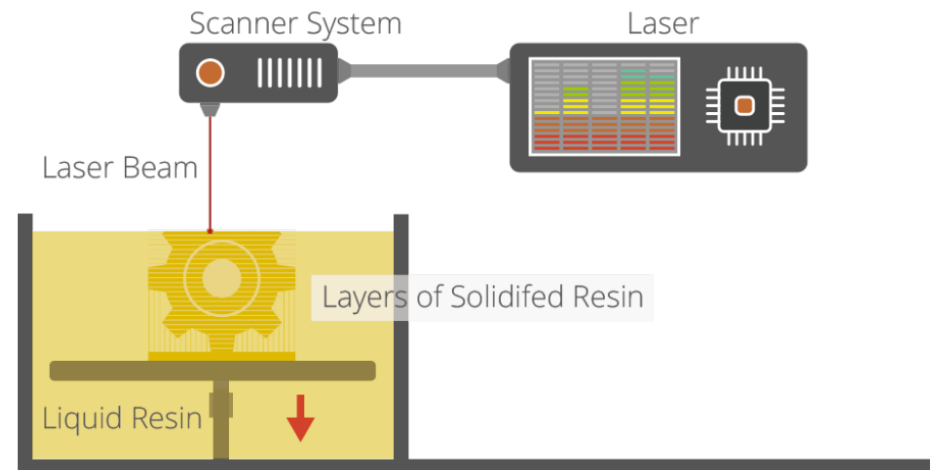 Scanner System
Laser
Laser Beam
Layers of Solidifed Resin
Liquid Resin